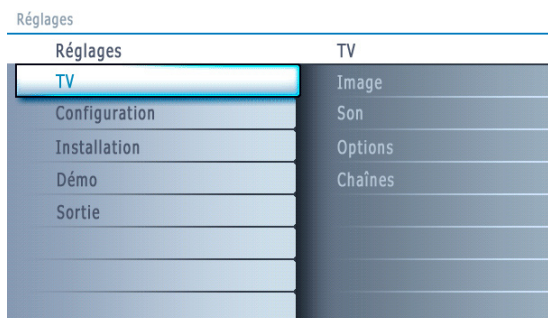 Réglages
Réglages TV
TV Image
Configuration Son
Installation Options
Démo Chaînes
Sortie